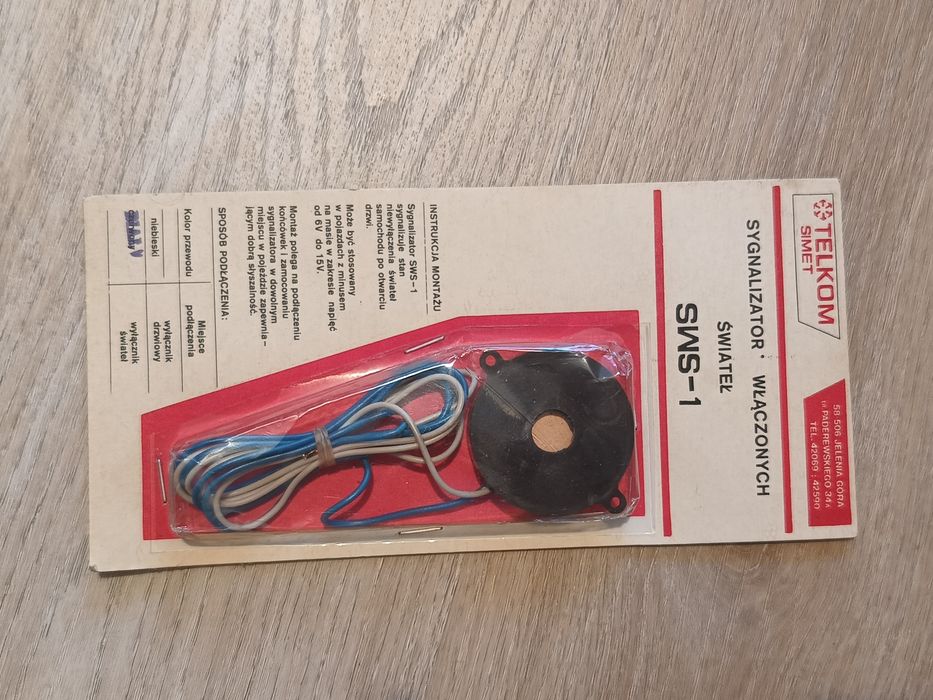 TELKOM
SIMET
58-506 JELENIA GÓRA
ul. PADEREWSKIEGO 34A
TEL. 42069 ; 42590
SYGNALIZATOR WŁĄCZONYCH
ŚWIATEŁ
SWS-1
INSTRUKCJA MONTAŻU
Sygnalizator SWS-1
sygnalizuje stan
niewyłączenia świateł
samochodu po otwarciu
drzwi.
Może być stosowany
w pojazdach z minusem
na masie w zakresie napięć
od 6V do 15V.
Montaż polega na podłączeniu
końcówek i zamocowaniu
sygnalizatora w dowolnym
miejscu w pojeździe zapewnia-
jącym dobrą słyszalność.
SPOSÓB PODŁĄCZENIA:
Kolor przewodu
Miejsce
podłączenia
niebieski
wyłącznik
drzwiowy
wyłącznik
świateł